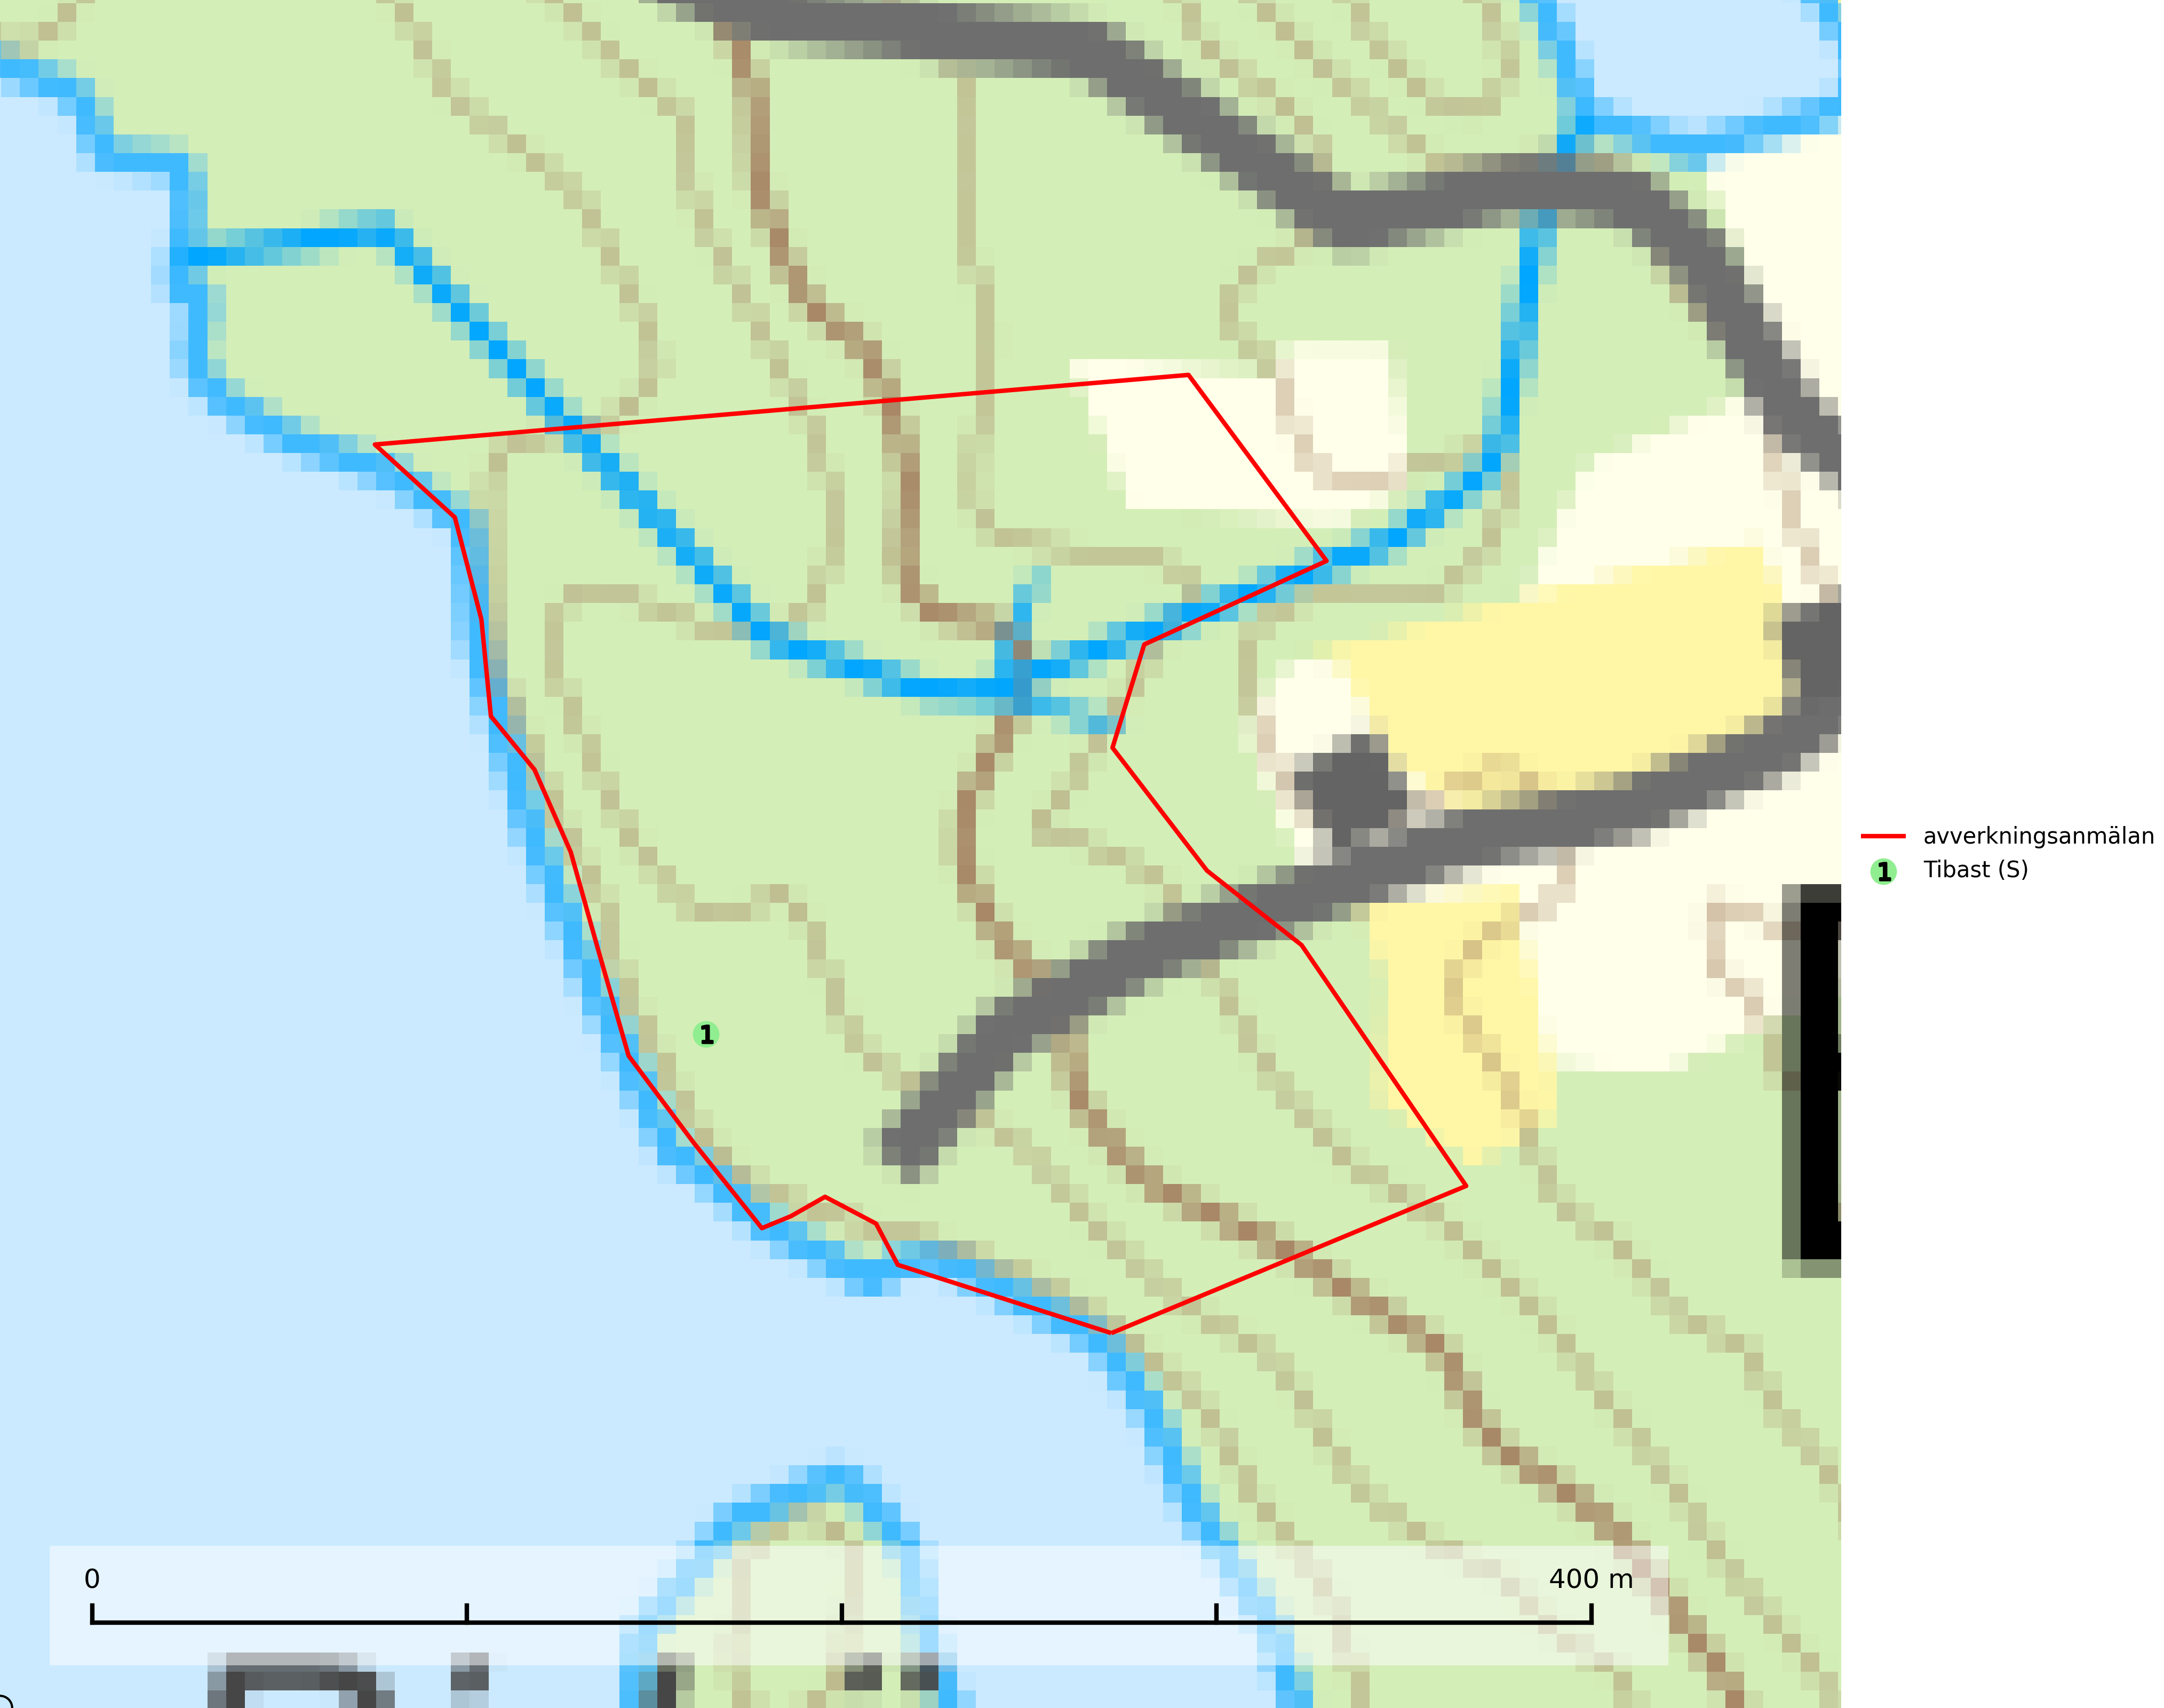 avverkningsanmälan
1 Tibast (S)
1
0 400 m